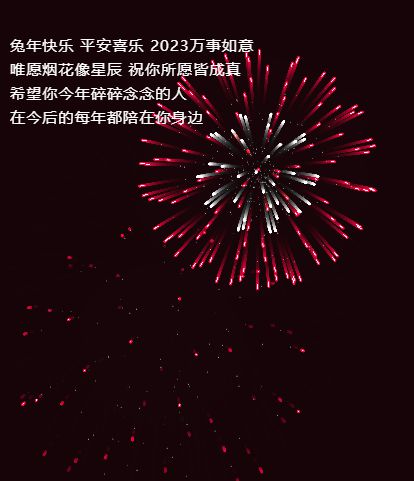 兔年快乐 平安喜乐 2023万事如意
唯愿烟花像星辰 祝你所愿皆成真
希望你今年碎碎念念的人
在今后的每年都陪在你身边